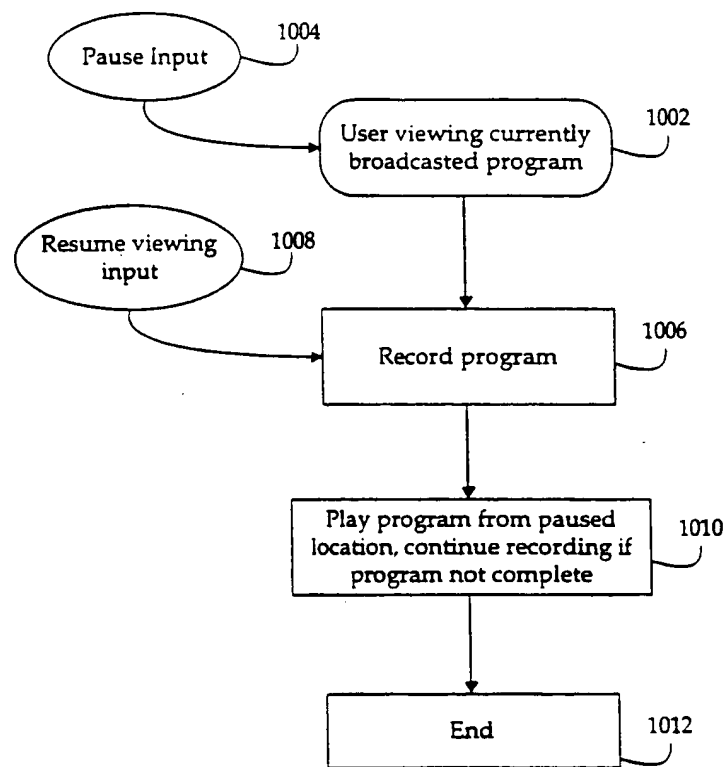 1004
Pause Input
1002
User viewing currently
broadcasted program
1008
Resume viewing
input
1006
Record program
Play program from paused
location, continue recording if
program not complete
1010
End
1012